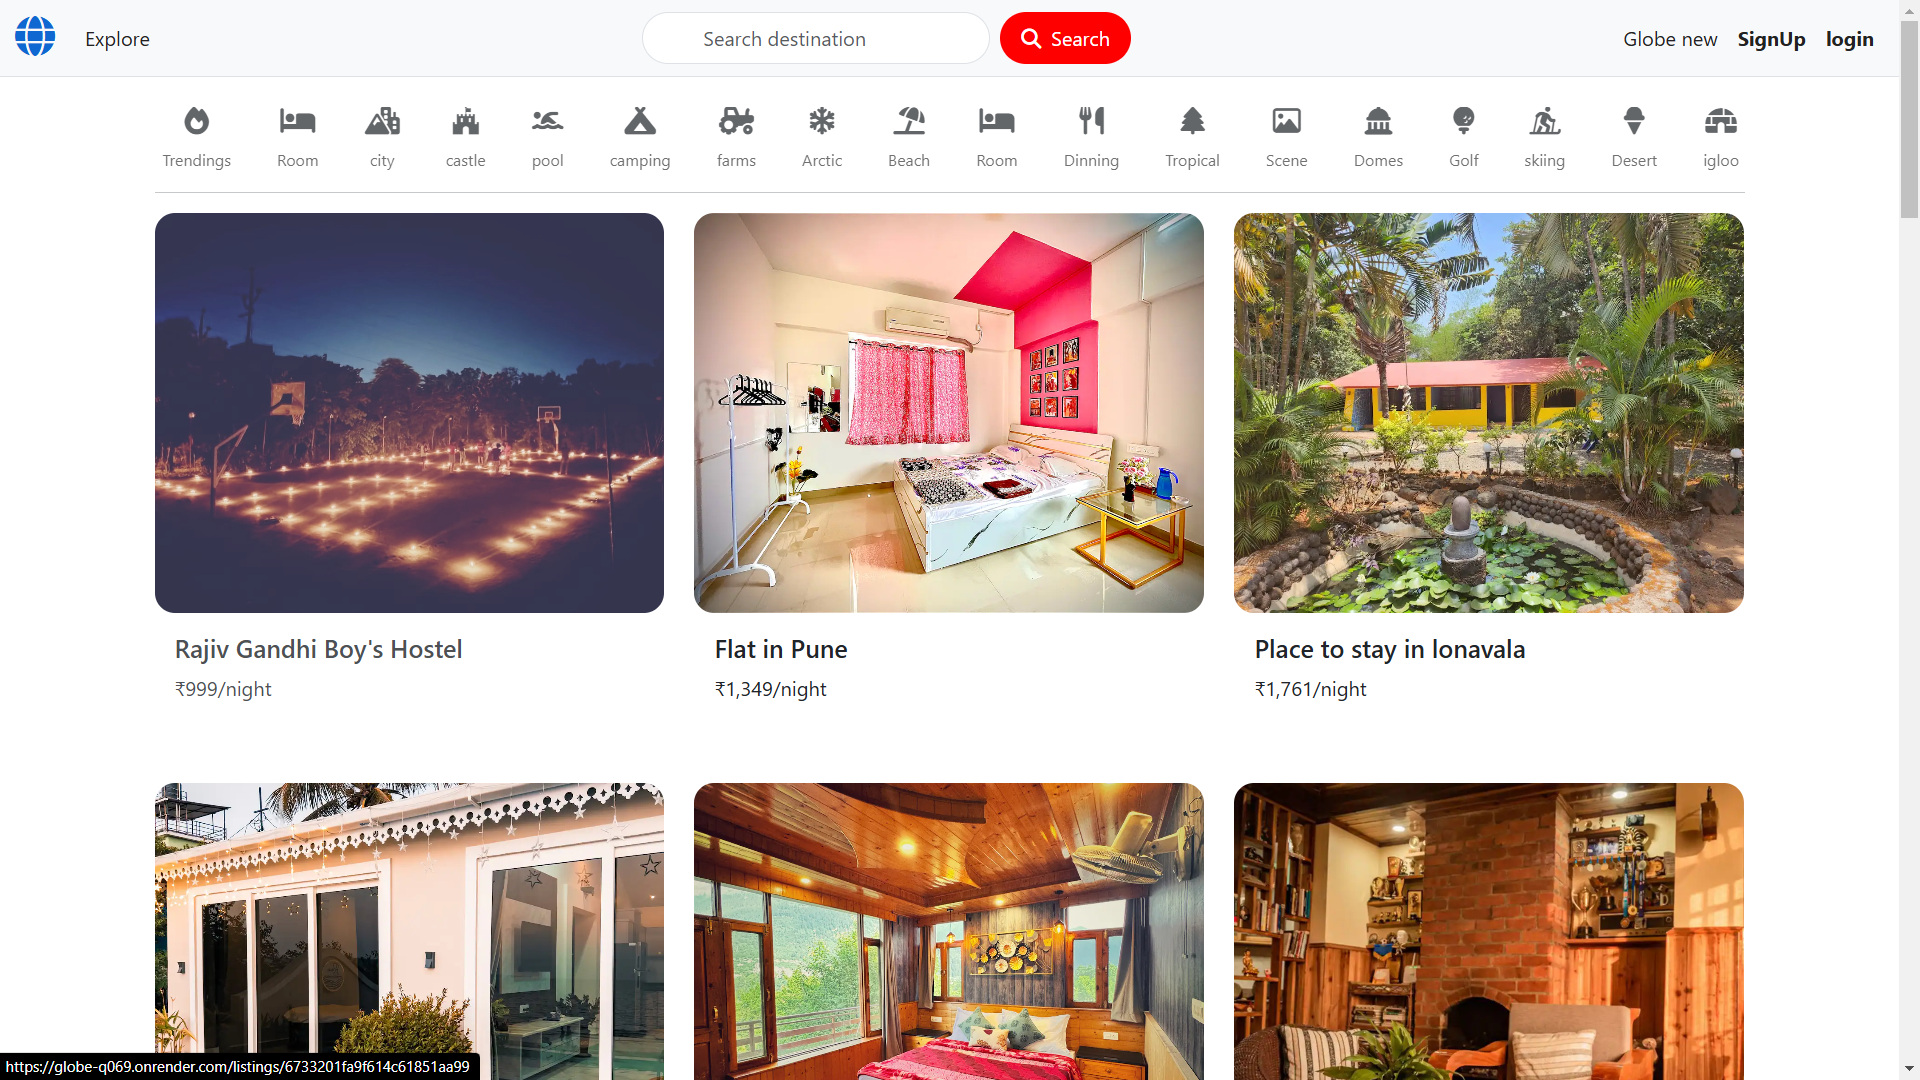 Explore
Search destination
Search
Globe new SignUp login
Trendings Room city castle pool camping farms Arctic Beach Room Dinning Tropical Scene Domes Golf skiing Desert igloo
Rajiv Gandhi Boy's Hostel
₹999/night
Flat in Pune
₹1,349/night
Place to stay in lonavala
₹1,761/night
https://globe-q069.onrender.com/listings/6733201fa9f614c61851aa99